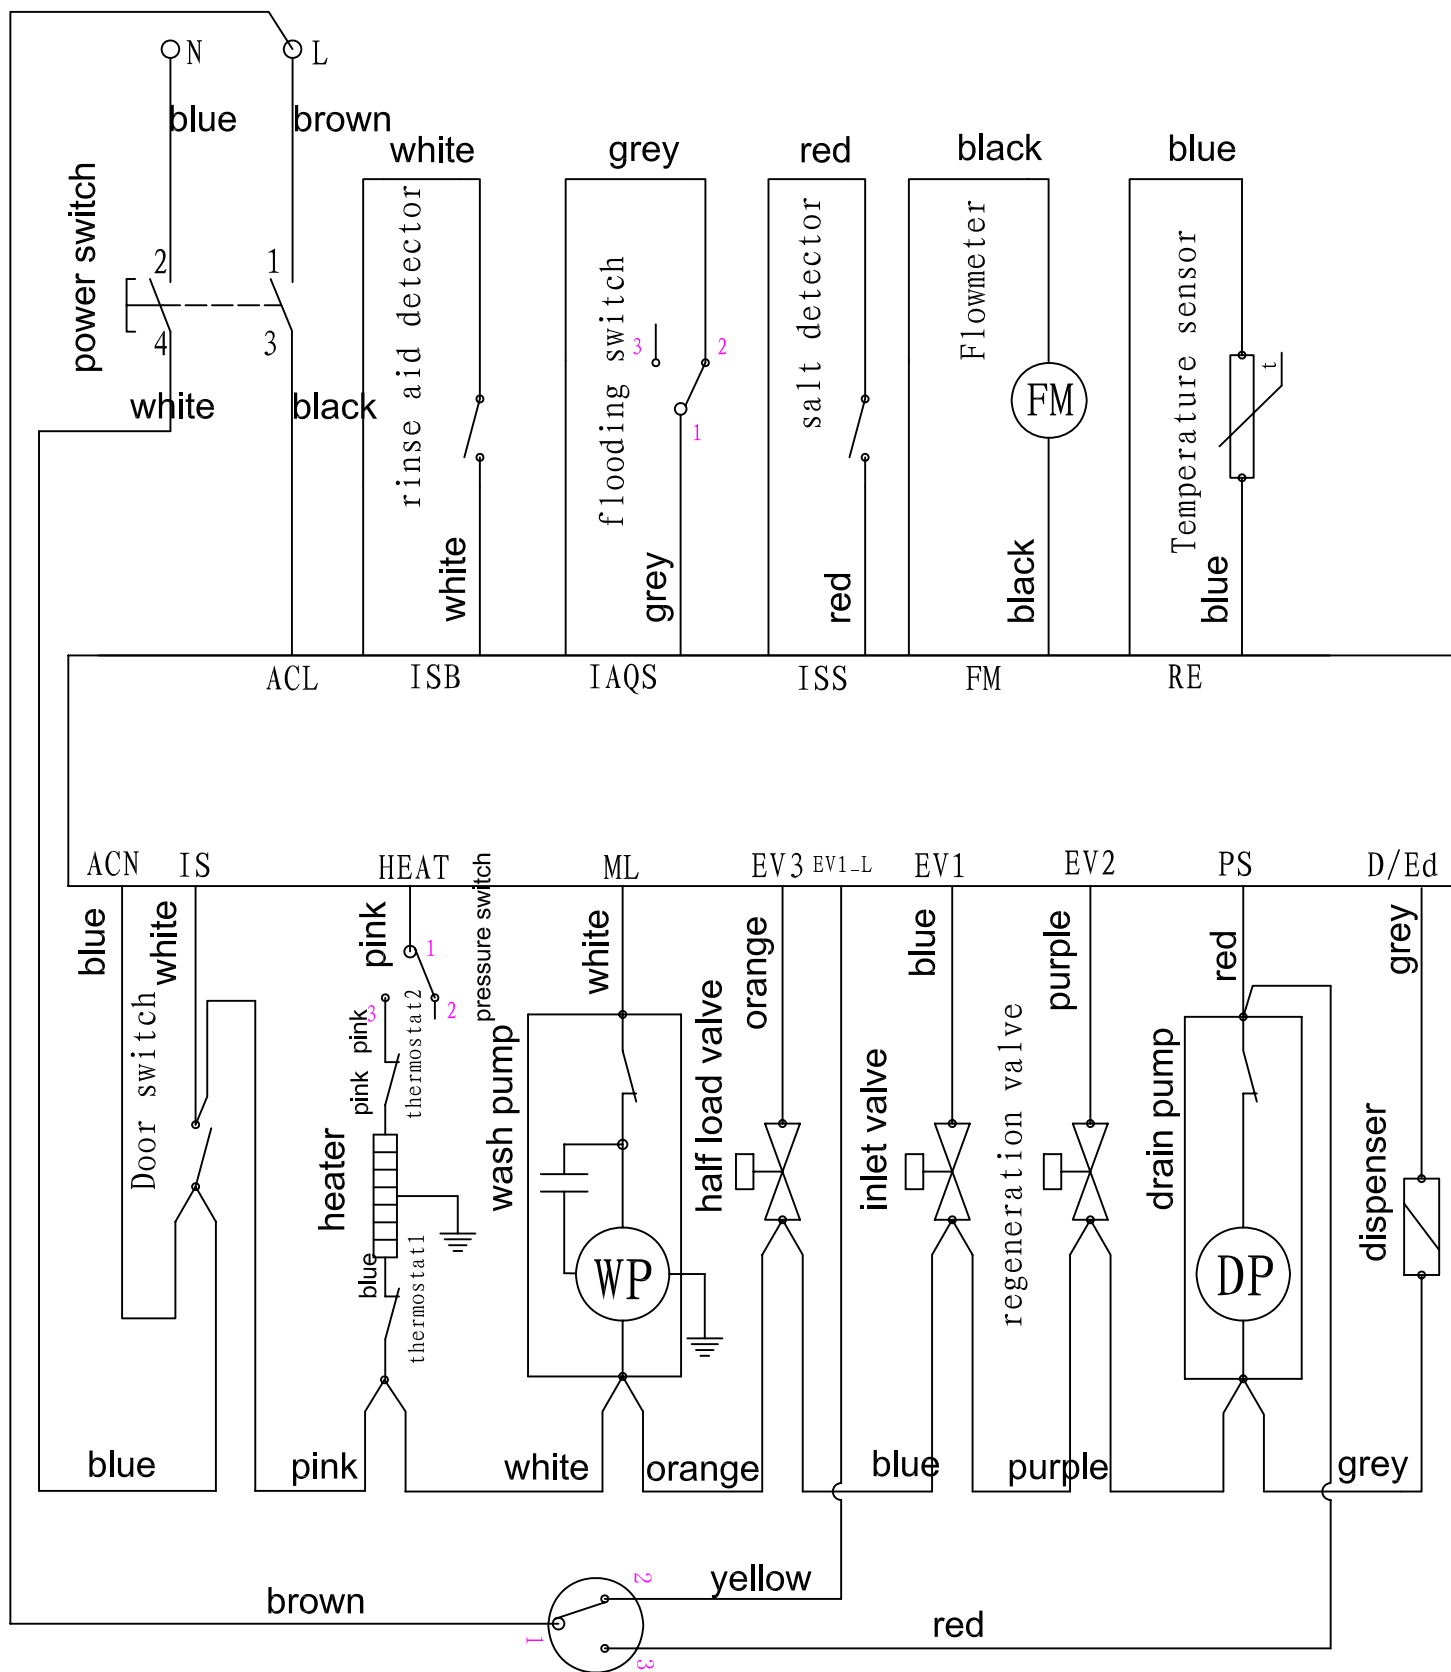 N
L
blue
brown
white
grey
red
black
blue
power switch
2
1
4
3
white
black
rinse aid detector
white
flooding switch
3
2
1
grey
salt detector
red
Flowmeter
FM
black
Temperature sensor
t
blue
ACL
ISB
IAQS
ISS
FM
RE
ACN
IS
HEAT
ML
EV3
EV1_L
EV1
EV2
PS
D/Ed
blue
white
Door switch
pink
1
3
2
pressure switch
pink
thermostat2
pink
heater
blue
thermostat1
white
wash pump
WP
orange
half load valve
blue
inlet valve
purple
regeneration valve
red
drain pump
DP
grey
dispenser
blue
pink
white
orange
blue
purple
grey
brown
1
2
3
yellow
red